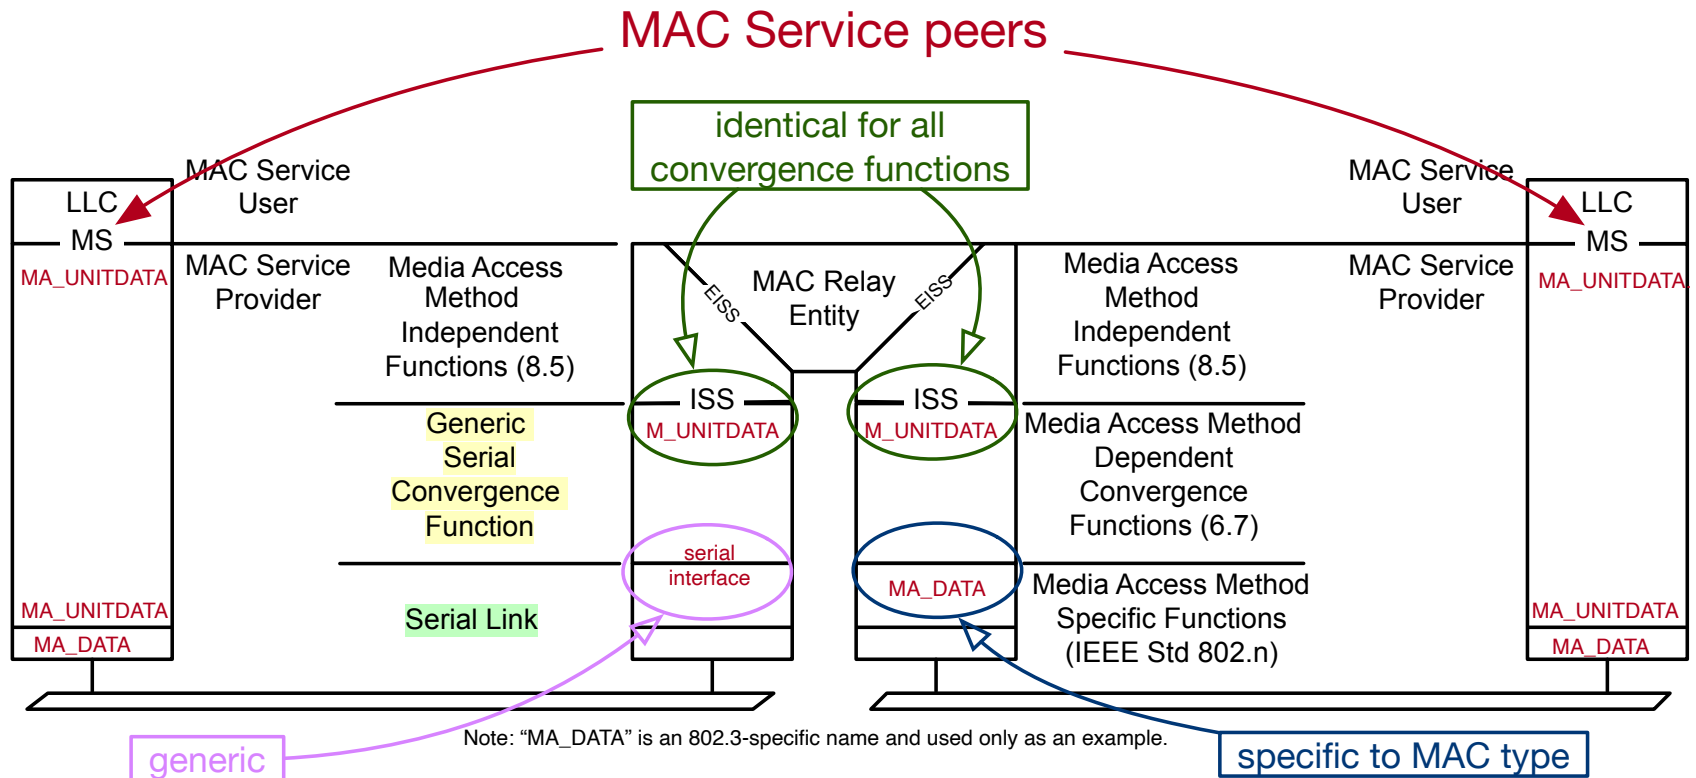 MAC Service peers
identical for all
convergence functions
MAC Service
User
LLC
MS
MA_UNITDATA
MAC Service
Provider
Media Access
Method
Independent
Functions (8.5)
EISS
MAC Relay
Entity
EISS
Media Access
Method
Independent
Functions (8.5)
MAC Service
User
LLC
MS
MAC Service
Provider
MA_UNITDATA
ISS
M_UNITDATA
ISS
M_UNITDATA
Generic
Serial
Convergence
Function
Media Access Method
Dependent
Convergence
Functions (6.7)
serial
interface
MA_DATA
Serial Link
Media Access Method
Specific Functions
(IEEE Std 802.n)
MA_UNITDATA
MA_DATA
MA_UNITDATA
MA_DATA
Note: “MA_DATA” is an 802.3-specific name and used only as an example.
generic
specific to MAC type